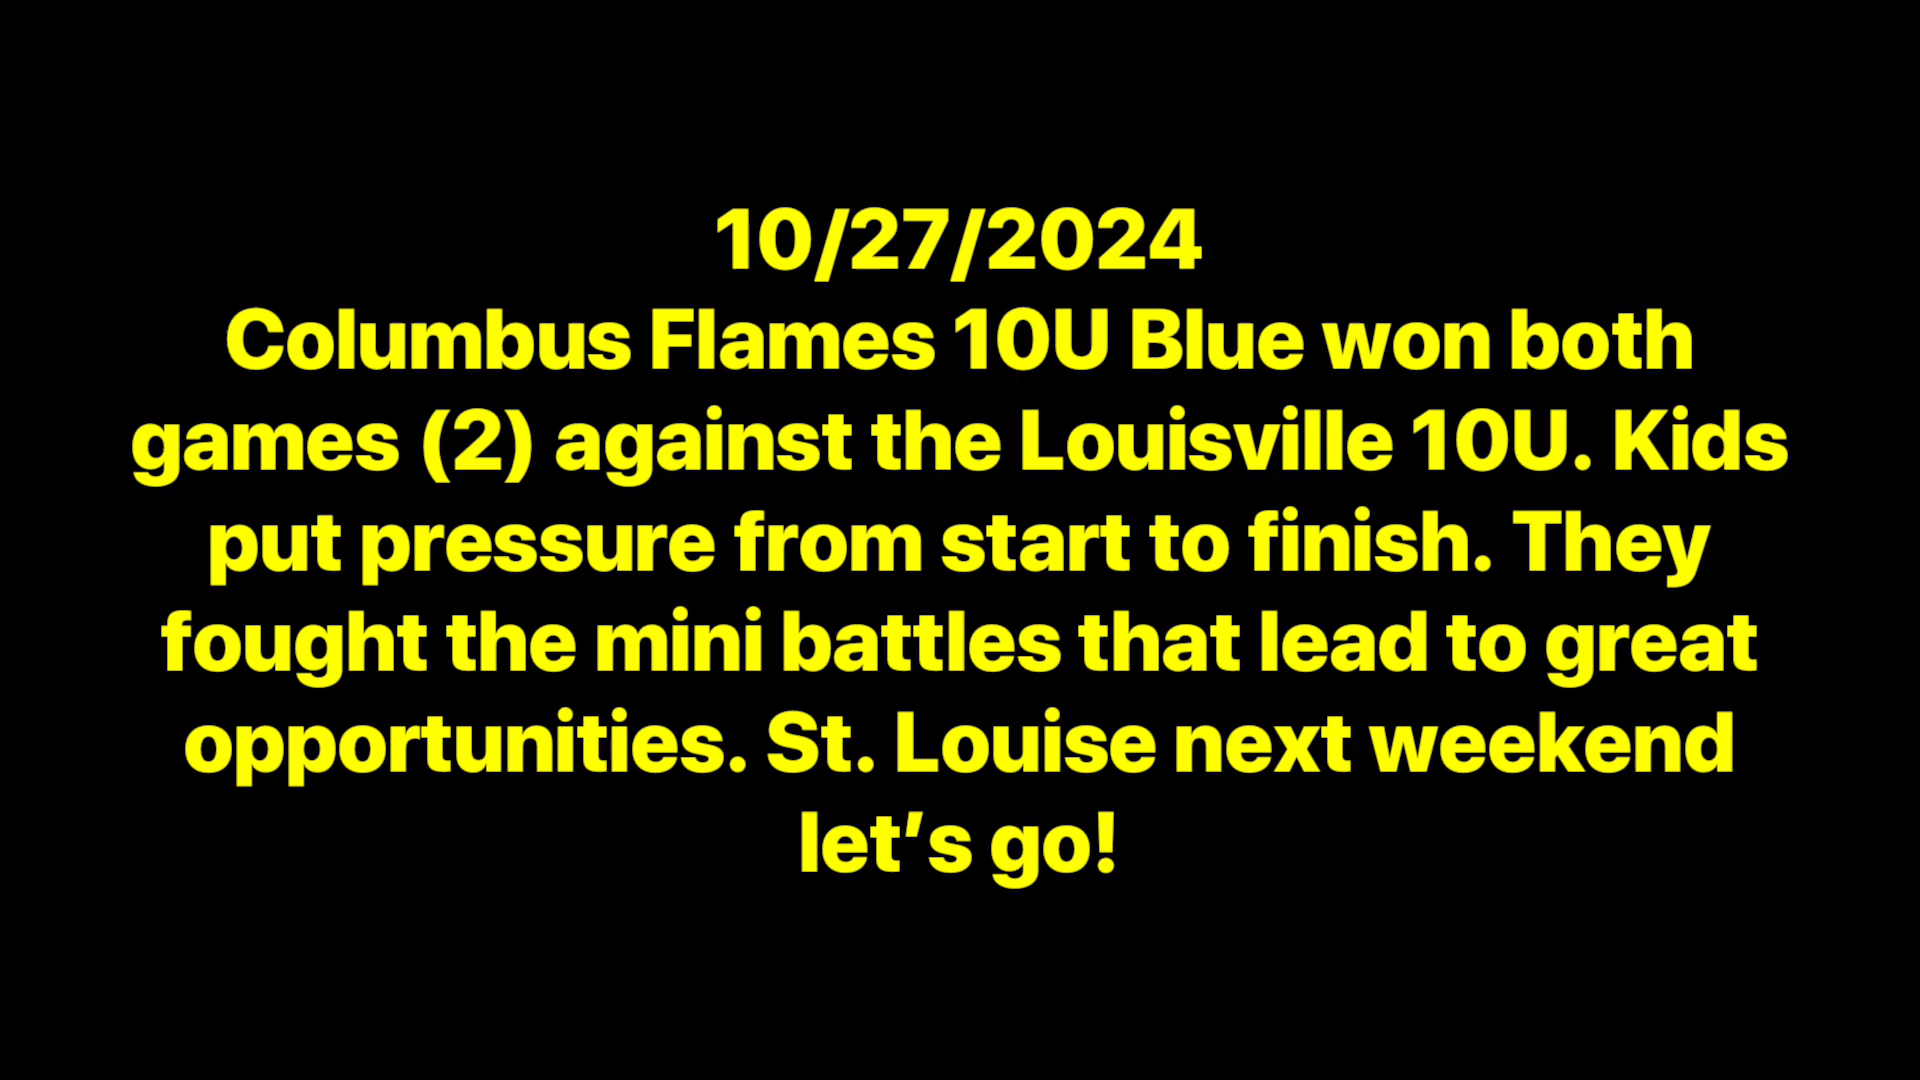 10/27/2024
Columbus Flames 10U Blue won both
games (2) against the Louisville 10U. Kids
put pressure from start to finish. They
fought the mini battles that lead to great
opportunities. St. Louise next weekend
let’s go!